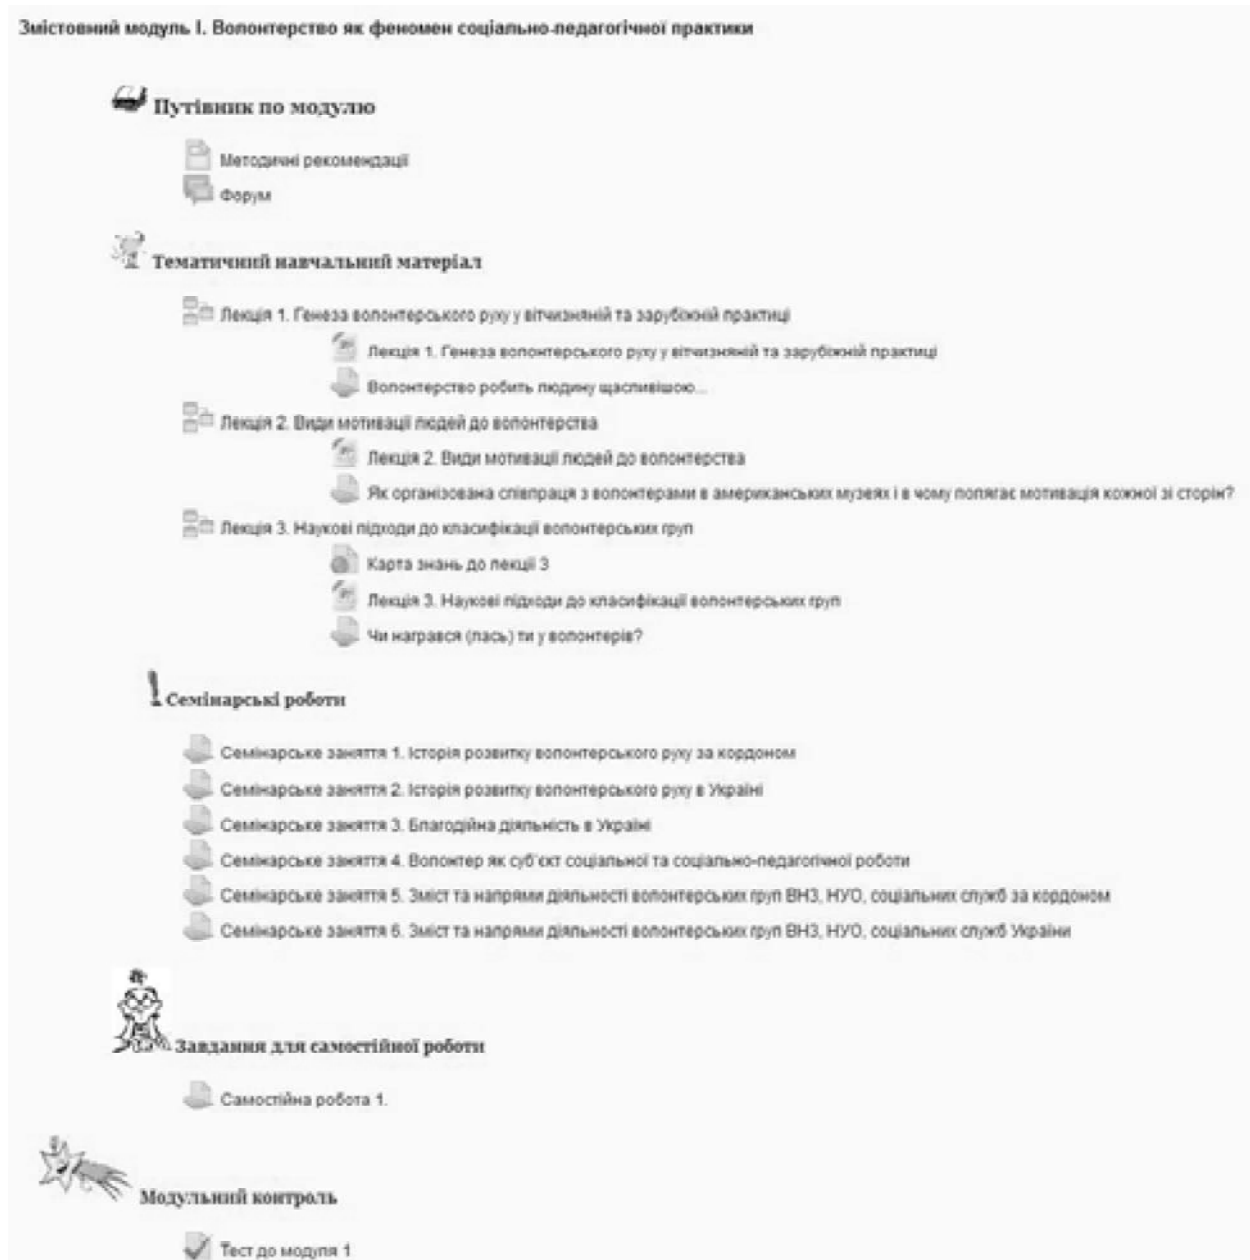 Змістовний модуль I. Волонтерство як феномен соціально-педагогічної практики
Путівник по модулю
Методичні рекомендації
Форум
Тематичний навчальний матеріал
Лекція 1. Генеза волонтерського руху у вітчизняній та зарубіжній практиці
Лекція 1. Генеза волонтерського руху у вітчизняній та зарубіжній практиці
Волонтерство робить людину щасливішою...
Лекція 2. Види мотивації людей до волонтерства
Лекція 2. Види мотивації людей до волонтерства
Як організована співпраця з волонтерами в американських музеях і в чому полягає мотивація кожної зі сторін?
Лекція 3. Наукові підходи до класифікації волонтерських груп
Карта знань до лекції 3
Лекція 3. Наукові підходи до класифікації волонтерських груп
Чи награвся (лась) ти у волонтерів?
Семінарські роботи
Семінарське заняття 1. Історія розвитку волонтерського руху за кордоном
Семінарське заняття 2. Історія розвитку волонтерського руху в Україні
Семінарське заняття 3. Благодійна діяльність в Україні
Семінарське заняття 4. Волонтер як суб'єкт соціальної та соціально-педагогічної роботи
Семінарське заняття 5. Зміст та напрями діяльності волонтерських груп ВНЗ, НУО, соціальних служб за кордоном
Семінарське заняття 6. Зміст та напрями діяльності волонтерських груп ВНЗ, НУО, соціальних служб України
Завдання для самостійної роботи
Самостійна робота 1.
Модульний контроль
Тест до модуля 1